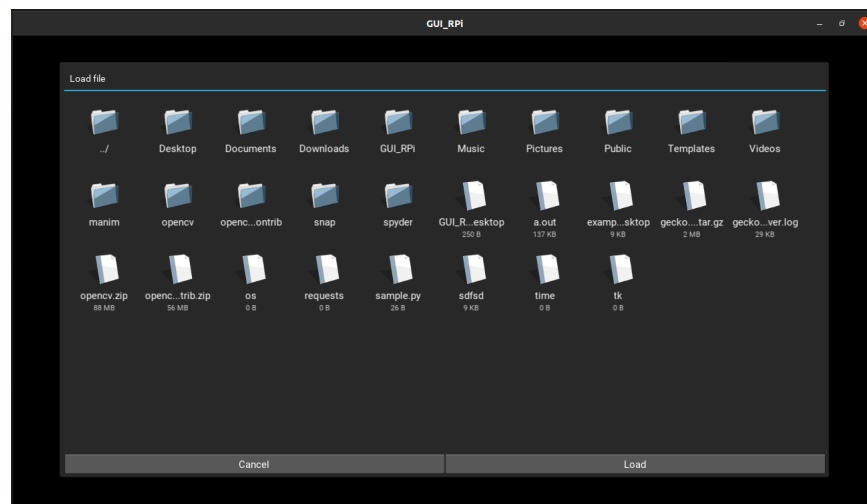 GUI_RPi
Load file
../ Desktop Documents Downloads GUI_RPi Music Pictures Public Templates Videos
manim opencv openc...ontrib snap spyder GUI_R...esktop a.out examp...sktop gecko....tar.gz gecko...ver.log
250 B 137 KB 9 KB 2 MB 29 KB
opencv.zip openc...trib.zip os requests sample.py sdfsd time tk
88 MB 56 MB 0 B 0 B 26 B 9 KB 0 B 0 B
Cancel Load